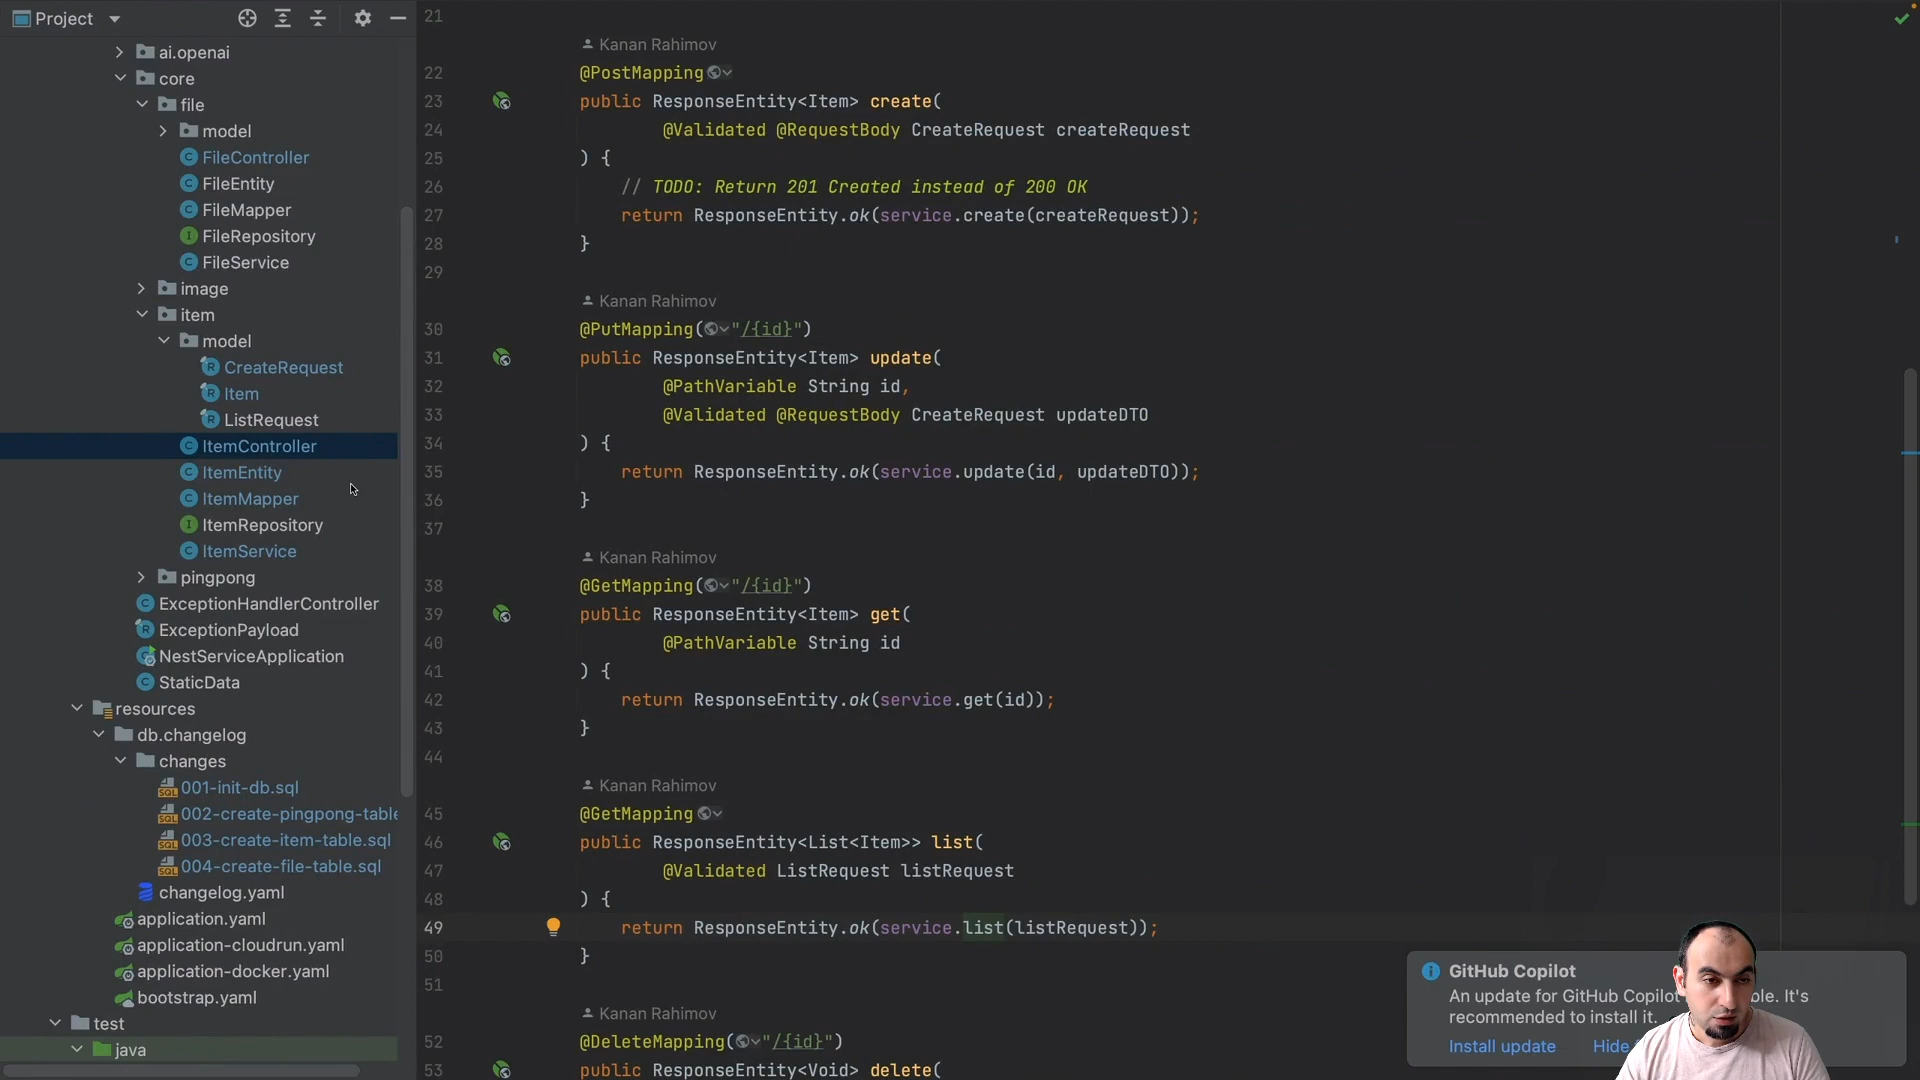 Project
ai.openai
core
file
model
FileController
FileEntity
FileMapper
FileRepository
FileService
image
item
model
CreateRequest
Item
ListRequest
ItemController
ItemEntity
ItemMapper
ItemRepository
ItemService
pingpong
ExceptionHandlerController
ExceptionPayload
NestServiceApplication
StaticData
resources
db.changelog
changes
001-init-db.sql
002-create-pingpong-table
003-create-item-table.sql
004-create-file-table.sql
changelog.yaml
application.yaml
application-cloudrun.yaml
application-docker.yaml
bootstrap.yaml
test
java
21
Kanan Rahimov
22 @PostMapping
23 public ResponseEntity<Item> create(
24 @Validated @RequestBody CreateRequest createRequest
25 ) {
26 // TODO: Return 201 Created instead of 200 OK
27 return ResponseEntity.ok(service.create(createRequest));
28 }
29
Kanan Rahimov
30 @PutMapping("/{id}")
31 public ResponseEntity<Item> update(
32 @PathVariable String id,
33 @Validated @RequestBody CreateRequest updateDTO
34 ) {
35 return ResponseEntity.ok(service.update(id, updateDTO));
36 }
37
Kanan Rahimov
38 @GetMapping("/{id}")
39 public ResponseEntity<Item> get(
40 @PathVariable String id
41 ) {
42 return ResponseEntity.ok(service.get(id));
43 }
44
Kanan Rahimov
45 @GetMapping
46 public ResponseEntity<List<Item>> list(
47 @Validated ListRequest listRequest
48 ) {
49 return ResponseEntity.ok(service.list(listRequest));
50 }
51
Kanan Rahimov
52 @DeleteMapping("/{id}")
53 public ResponseEntity<Void> delete(
GitHub Copilot
An update for GitHub Copilot ble. It's
recommended to install it.
Install update Hide